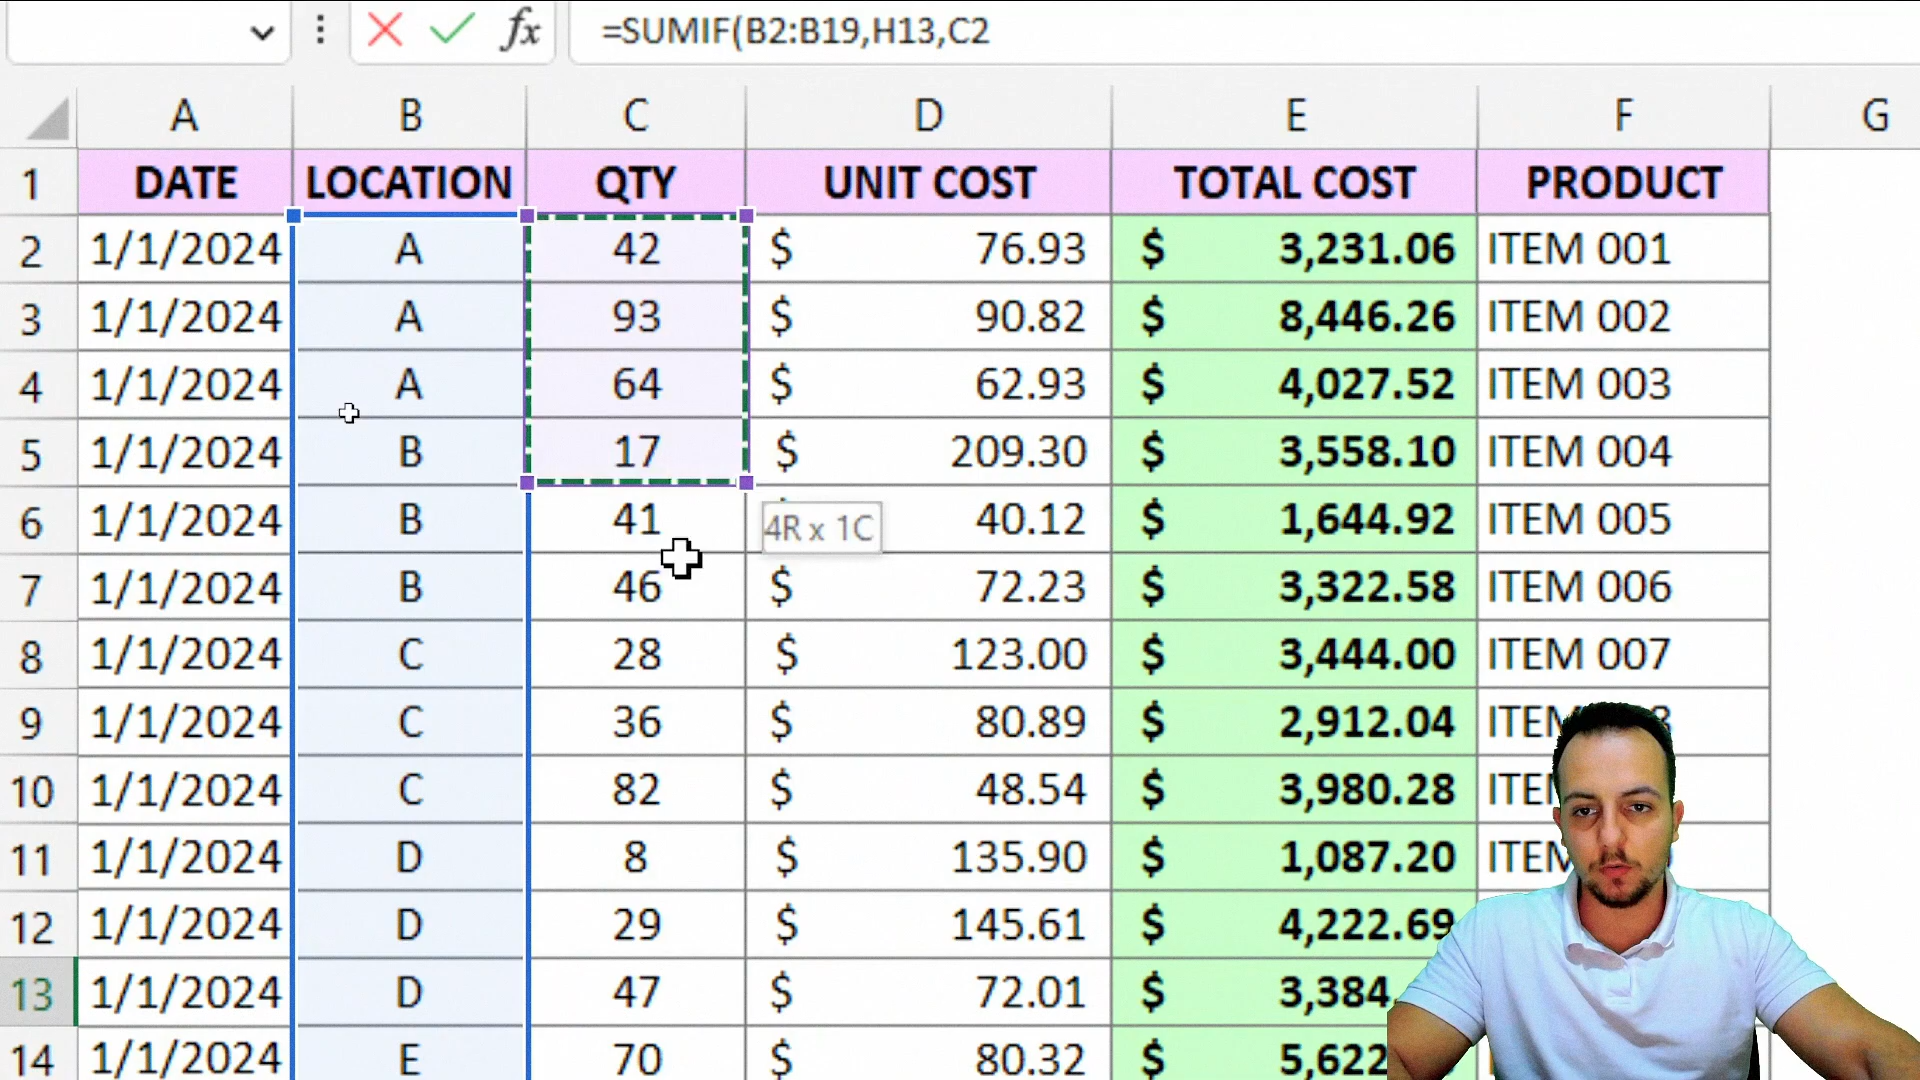 fx =SUMIF(B2:B19,H13,C2
A B C D E F G
1 DATE LOCATION QTY UNIT COST TOTAL COST PRODUCT
2 1/1/2024 A 42 $ 76.93 $ 3,231.06 ITEM 001
3 1/1/2024 A 93 $ 90.82 $ 8,446.26 ITEM 002
4 1/1/2024 A 64 $ 62.93 $ 4,027.52 ITEM 003
5 1/1/2024 B 17 $ 209.30 $ 3,558.10 ITEM 004
6 1/1/2024 B 41 4R x 1C 40.12 $ 1,644.92 ITEM 005
7 1/1/2024 B 46 $ 72.23 $ 3,322.58 ITEM 006
8 1/1/2024 C 28 $ 123.00 $ 3,444.00 ITEM 007
9 1/1/2024 C 36 $ 80.89 $ 2,912.04
10 1/1/2024 C 82 $ 48.54 $ 3,980.28
11 1/1/2024 D 8 $ 135.90 $ 1,087.20
12 1/1/2024 D 29 $ 145.61 $ 4,222.69
13 1/1/2024 D 47 $ 72.01 $ 3,384.
14 1/1/2024 E 70 $ 80.32 $ 5,622